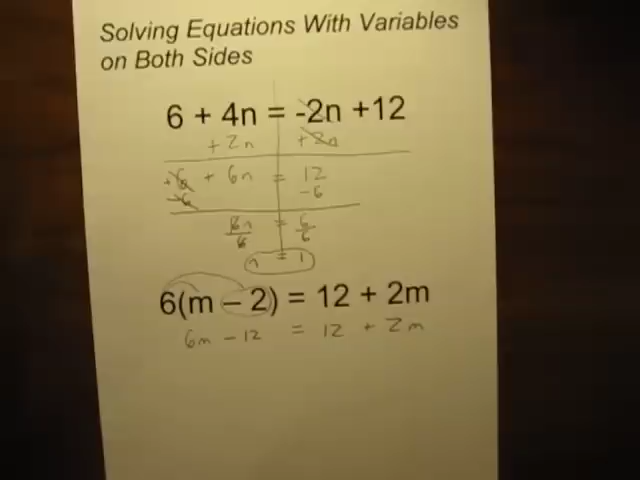 Solving Equations With Variables
on Both Sides
6 + 4n = -2n +12
+2n +2n
+6 + 6n = 12
-6 -6
6n = 6
6 6
n = 1
6(m – 2) = 12 + 2m
6m - 12 = 12 + 2m